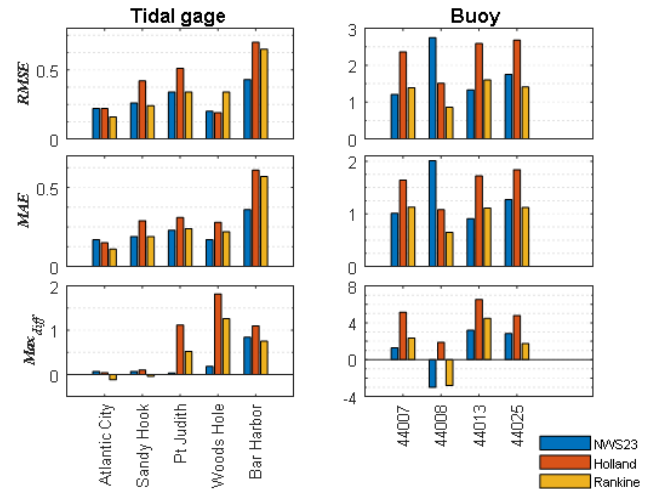 Tidal gage
Buoy
RMSE
0.5
0
3
2
1
0
MAE
0.5
0
2
1
0
Max diff
2
1
0
8
4
0
-4
Atlantic City
Sandy Hook
Pt Judith
Woods Hole
Bar Harbor
44007
44008
44013
44025
NWS23
Holland
Rankine